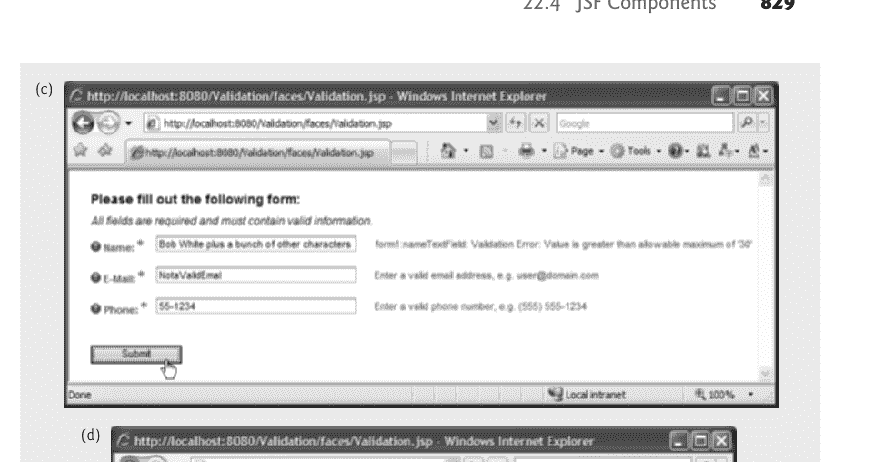 22.4 JSF Components 829
(c)
http://localhost:8080/Validation/faces/Validation.jsp - Windows Internet Explorer
http://localhost:8080/Validation/faces/Validation.jsp
Google
http://localhost:8080/Validation/faces/Validation.jsp
Page
Tools
Please fill out the following form:
All fields are required and must contain valid information.
Name: * Bob White plus a bunch of other characters form1:nameTextField: Validation Error: Value is greater than allowable maximum of '30'
E-Mail: * NotaValidEmail Enter a valid email address, e.g. user@domain.com
Phone: * 55-1234 Enter a valid phone number, e.g. (555) 555-1234
Submit
Done Local intranet 100%
(d)
http://localhost:8080/Validation/faces/Validation.jsp - Windows Internet Explorer